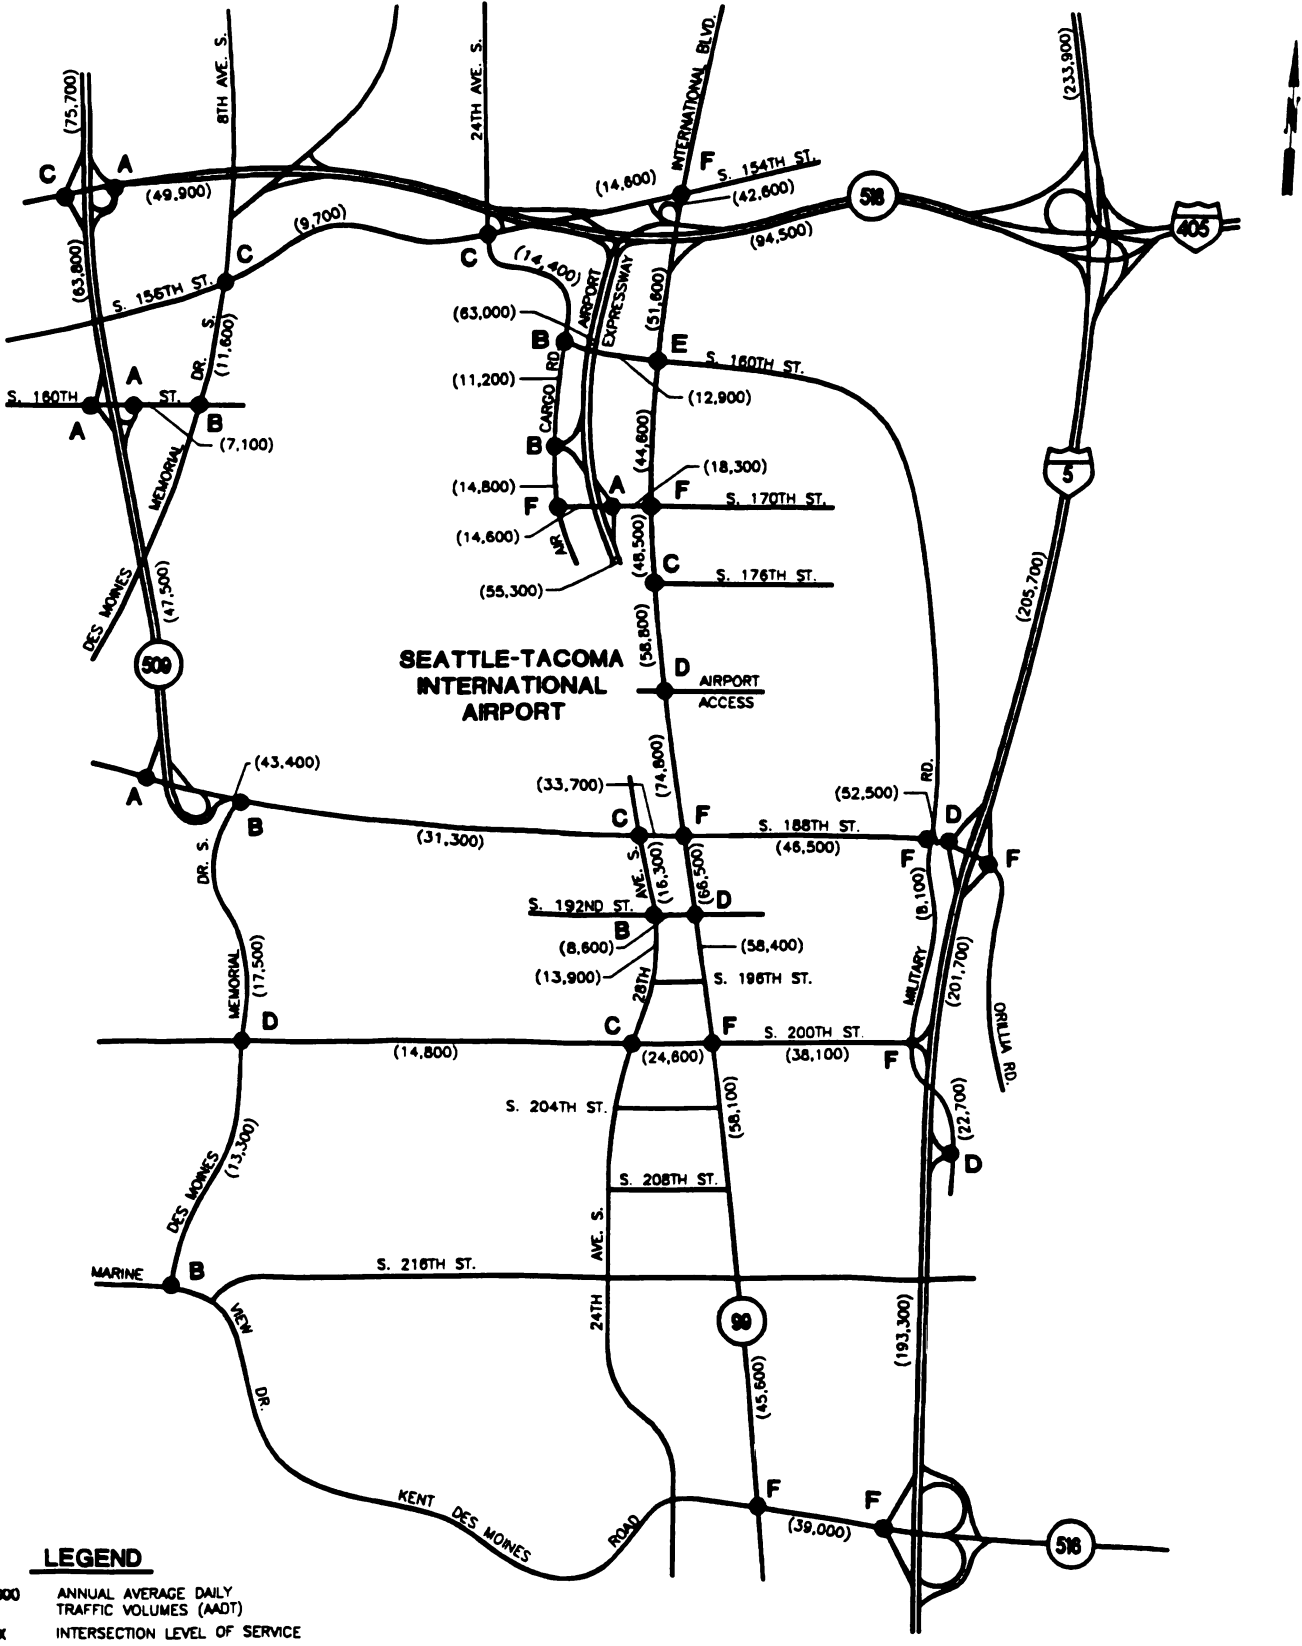 (75,700)
8TH AVE. S.
24TH AVE. S.
INTERNATIONAL BLVD.
(233,900)
N
C
A
(49,900)
(14,600)
F
S. 154TH ST.
(42,600)
518
405
(94,500)
(9,700)
C
C
(14,400)
(63,800)
S. 156TH ST.
(11,600)
(63,000)
AIRPORT
EXPRESSWAY
(51,600)
B
E
S. 160TH ST.
(12,900)
(11,200)
CARGO RD
S. 160TH ST.
A
A
B
(7,100)
DES MOINES MEMORIAL DR. S.
B
(44,600)
(18,300)
5
(14,800)
F
A
F
S. 170TH ST.
(14,600)
AIR
(48,500)
C
S. 176TH ST.
(55,300)
(47,500)
(205,700)
509
(58,800)
SEATTLE-TACOMA
INTERNATIONAL
AIRPORT
D
AIRPORT
ACCESS
(74,800)
A
(43,400)
B
(33,700)
(52,500)
RD.
C
F
S. 188TH ST.
(46,500)
F
D
F
(31,300)
DR. S.
AVE. S.
(16,300)
(66,500)
(8,100)
S. 192ND ST.
B
D
(8,600)
(58,400)
(13,900)
28TH
S. 196TH ST.
MEMORIAL
(17,500)
MILITARY
(201,700)
ORILLIA RD.
D
C
F
S. 200TH ST.
(14,800)
(24,600)
(38,100)
F
S. 204TH ST.
(58,100)
(22,700)
D
DES MOINES
(13,300)
S. 208TH ST.
MARINE
B
S. 216TH ST.
24TH AVE. S.
VIEW
DR.
99
(193,300)
(45,600)
KENT DES MOINES ROAD
F
(39,000)
F
516
LEGEND
000 ANNUAL AVERAGE DAILY
TRAFFIC VOLUMES (AADT)
X INTERSECTION LEVEL OF SERVICE